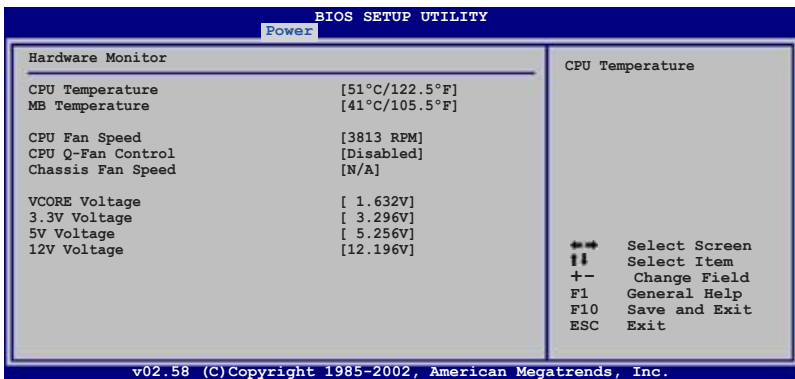 BIOS SETUP UTILITY
Power
Hardware Monitor
CPU Temperature [51°C/122.5°F]
MB Temperature [41°C/105.5°F]
CPU Fan Speed [3813 RPM]
CPU Q-Fan Control [Disabled]
Chassis Fan Speed [N/A]
VCORE Voltage [ 1.632V]
3.3V Voltage [ 3.296V]
5V Voltage [ 5.256V]
12V Voltage [12.196V]
CPU Temperature
←→ Select Screen
↑↓ Select Item
+- Change Field
F1 General Help
F10 Save and Exit
ESC Exit
v02.58 (C)Copyright 1985-2002, American Megatrends, Inc.